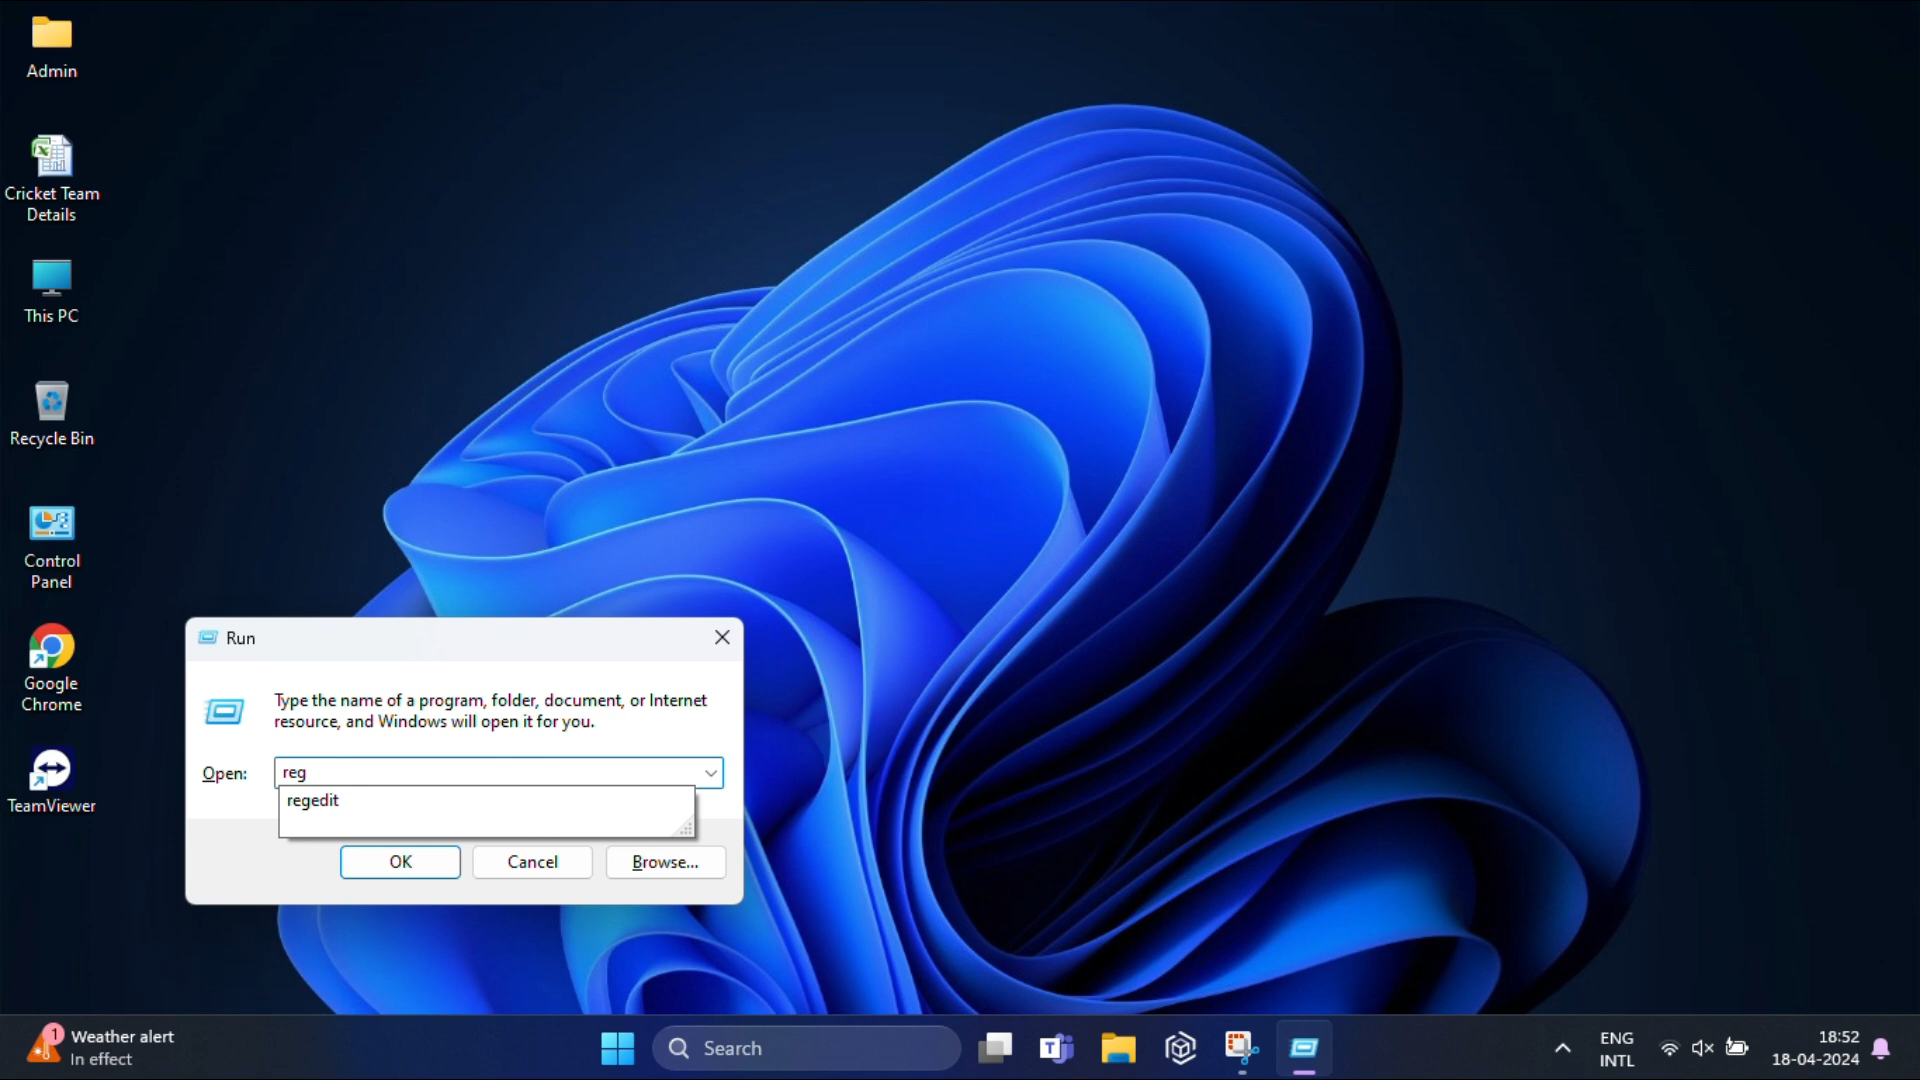 Admin
Cricket Team
Details
This PC
Recycle Bin
Control
Panel
Google
Chrome
TeamViewer
Run
Type the name of a program, folder, document, or Internet
resource, and Windows will open it for you.
Open:
reg
regedit
OK
Cancel
Browse...
1
Weather alert
In effect
Search
T
ENG
INTL
18:52
18-04-2024